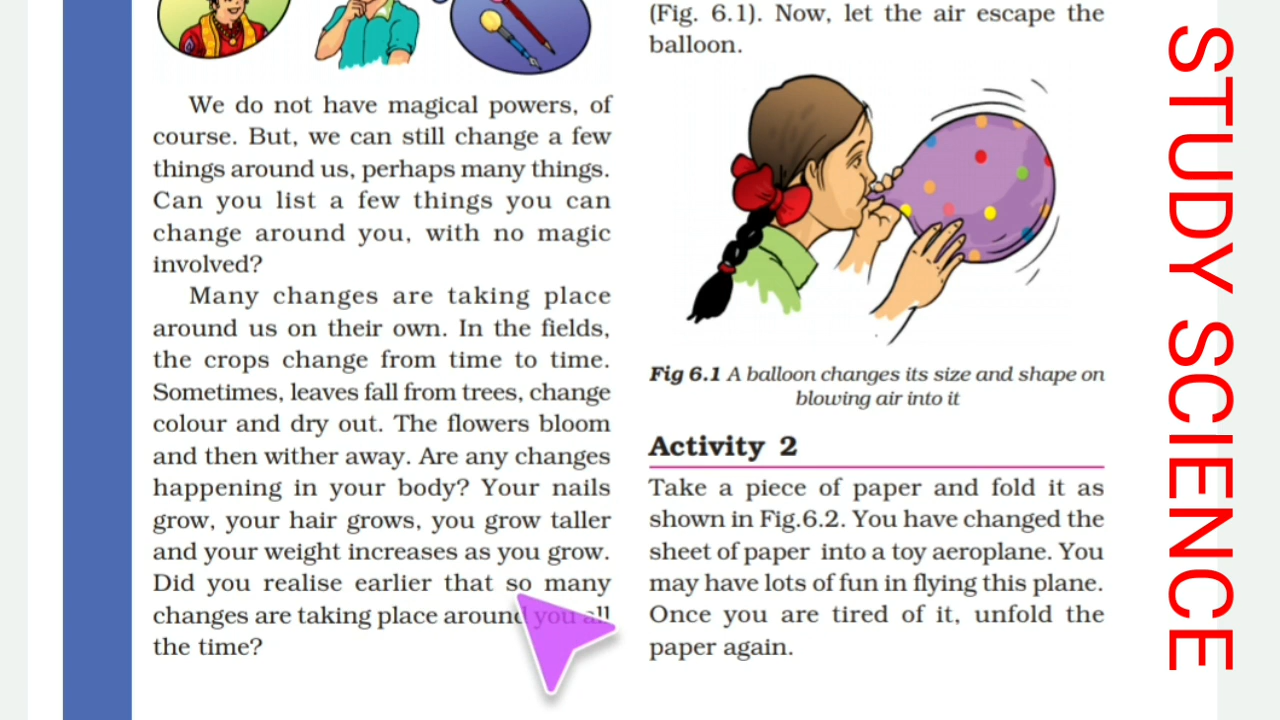 We do not have magical powers, of
course. But, we can still change a few
things around us, perhaps many things.
Can you list a few things you can
change around you, with no magic
involved?
Many changes are taking place
around us on their own. In the fields,
the crops change from time to time.
Sometimes, leaves fall from trees, change
colour and dry out. The flowers bloom
and then wither away. Are any changes
happening in your body? Your nails
grow, your hair grows, you grow taller
and your weight increases as you grow.
Did you realise earlier that so many
changes are taking place around you all
the time?
(Fig. 6.1). Now, let the air escape the
balloon.
Fig 6.1 A balloon changes its size and shape on
blowing air into it
Activity 2
Take a piece of paper and fold it as
shown in Fig.6.2. You have changed the
sheet of paper into a toy aeroplane. You
may have lots of fun in flying this plane.
Once you are tired of it, unfold the
paper again.
STUDY SCIENCE